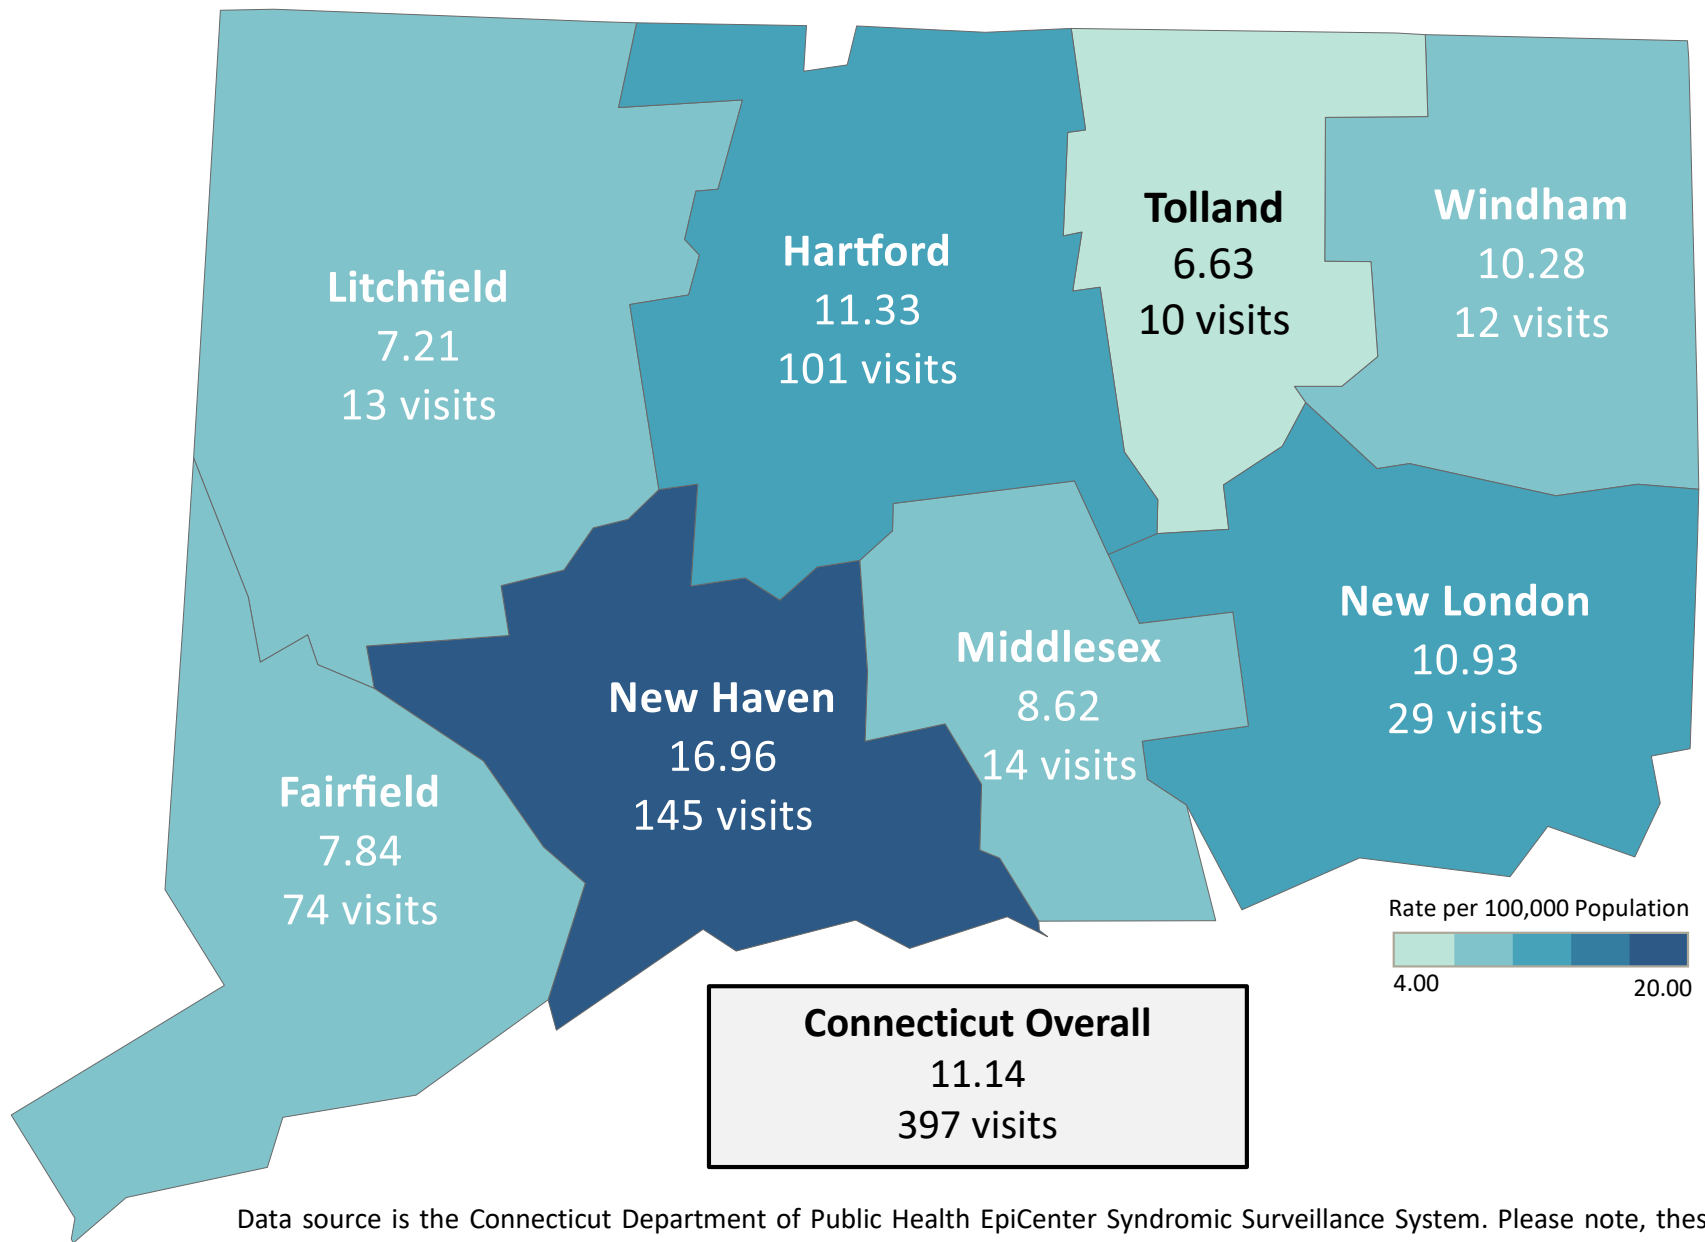 Litchfield
7.21
13 visits
Hartford
11.33
101 visits
Tolland
6.63
10 visits
Windham
10.28
12 visits
Fairfield
7.84
74 visits
New Haven
16.96
145 visits
Middlesex
8.62
14 visits
New London
10.93
29 visits
Rate per 100,000 Population
4.00
20.00
Connecticut Overall
11.14
397 visits
Data source is the Connecticut Department of Public Health EpiCenter Syndromic Surveillance System. Please note,